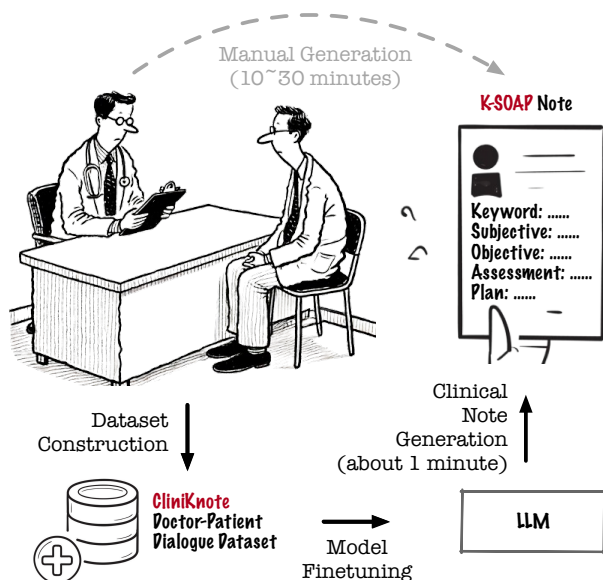 Manual Generation
(10~30 minutes)
K-SOAP Note
Keyword: ......
Subjective: ......
Objective: ......
Assessment: ......
Plan: ......
Dataset
Construction
Clinical
Note
Generation
(about 1 minute)
CliniKnote
Doctor-Patient
Dialogue Dataset
Model
Finetuning
LLM